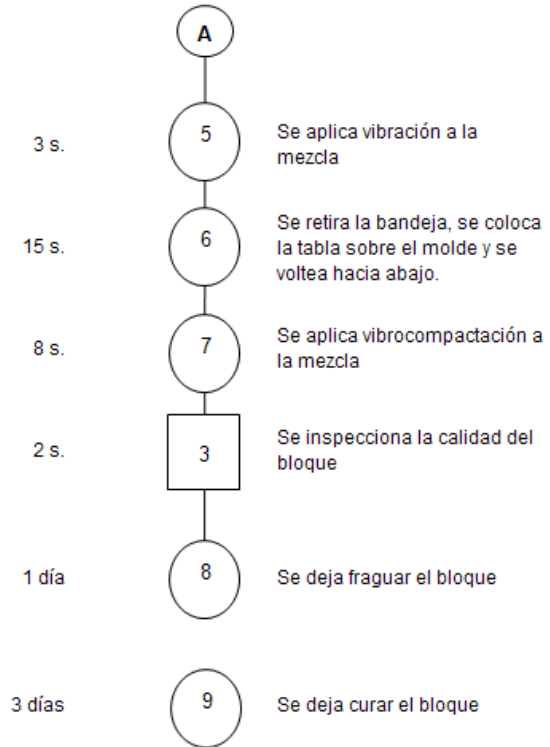 A
3 s.
5
Se aplica vibración a la
mezcla
15 s.
6
Se retira la bandeja, se coloca
la tabla sobre el molde y se
voltea hacia abajo.
8 s.
7
Se aplica vibrocompactación a
la mezcla
2 s.
3
Se inspecciona la calidad del
bloque
1 día
8
Se deja fraguar el bloque
3 días
9
Se deja curar el bloque